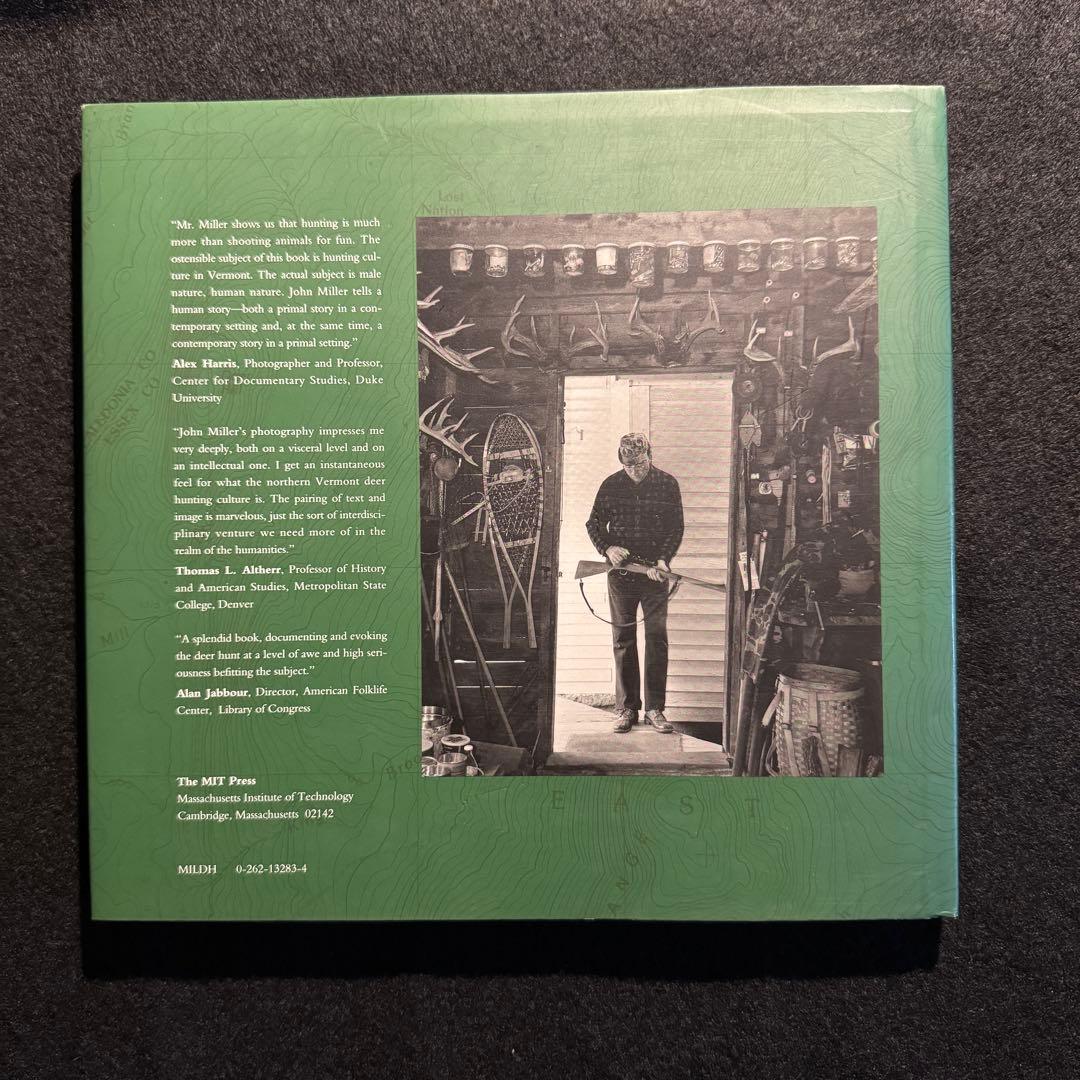 Bran
Lost
Nation
"Mr. Miller shows us that hunting is much
more than shooting animals for fun. The
ostensible subject of this book is hunting cul-
ture in Vermont. The actual subject is male
nature, human nature. John Miller tells a
human story—both a primal story in a con-
temporary setting and, at the same time, a
contemporary story in a primal setting."
Alex Harris, Photographer and Professor,
Center for Documentary Studies, Duke
University
"John Miller's photography impresses me
very deeply, both on a visceral level and on
an intellectual one. I get an instantaneous
feel for what the northern Vermont deer
hunting culture is. The pairing of text and
image is marvelous, just the sort of interdisci-
plinary venture we need more of in the
realm of the humanities."
Thomas L. Altherr, Professor of History
and American Studies, Metropolitan State
College, Denver
"A splendid book, documenting and evoking
the deer hunt at a level of awe and high seri-
ousness befitting the subject."
Alan Jabbour, Director, American Folklife
Center, Library of Congress
The MIT Press
Massachusetts Institute of Technology
Cambridge, Massachusetts 02142
MILDH 0-262-13283-4
CO
ESSEX CO
Mill
Broo
EAST